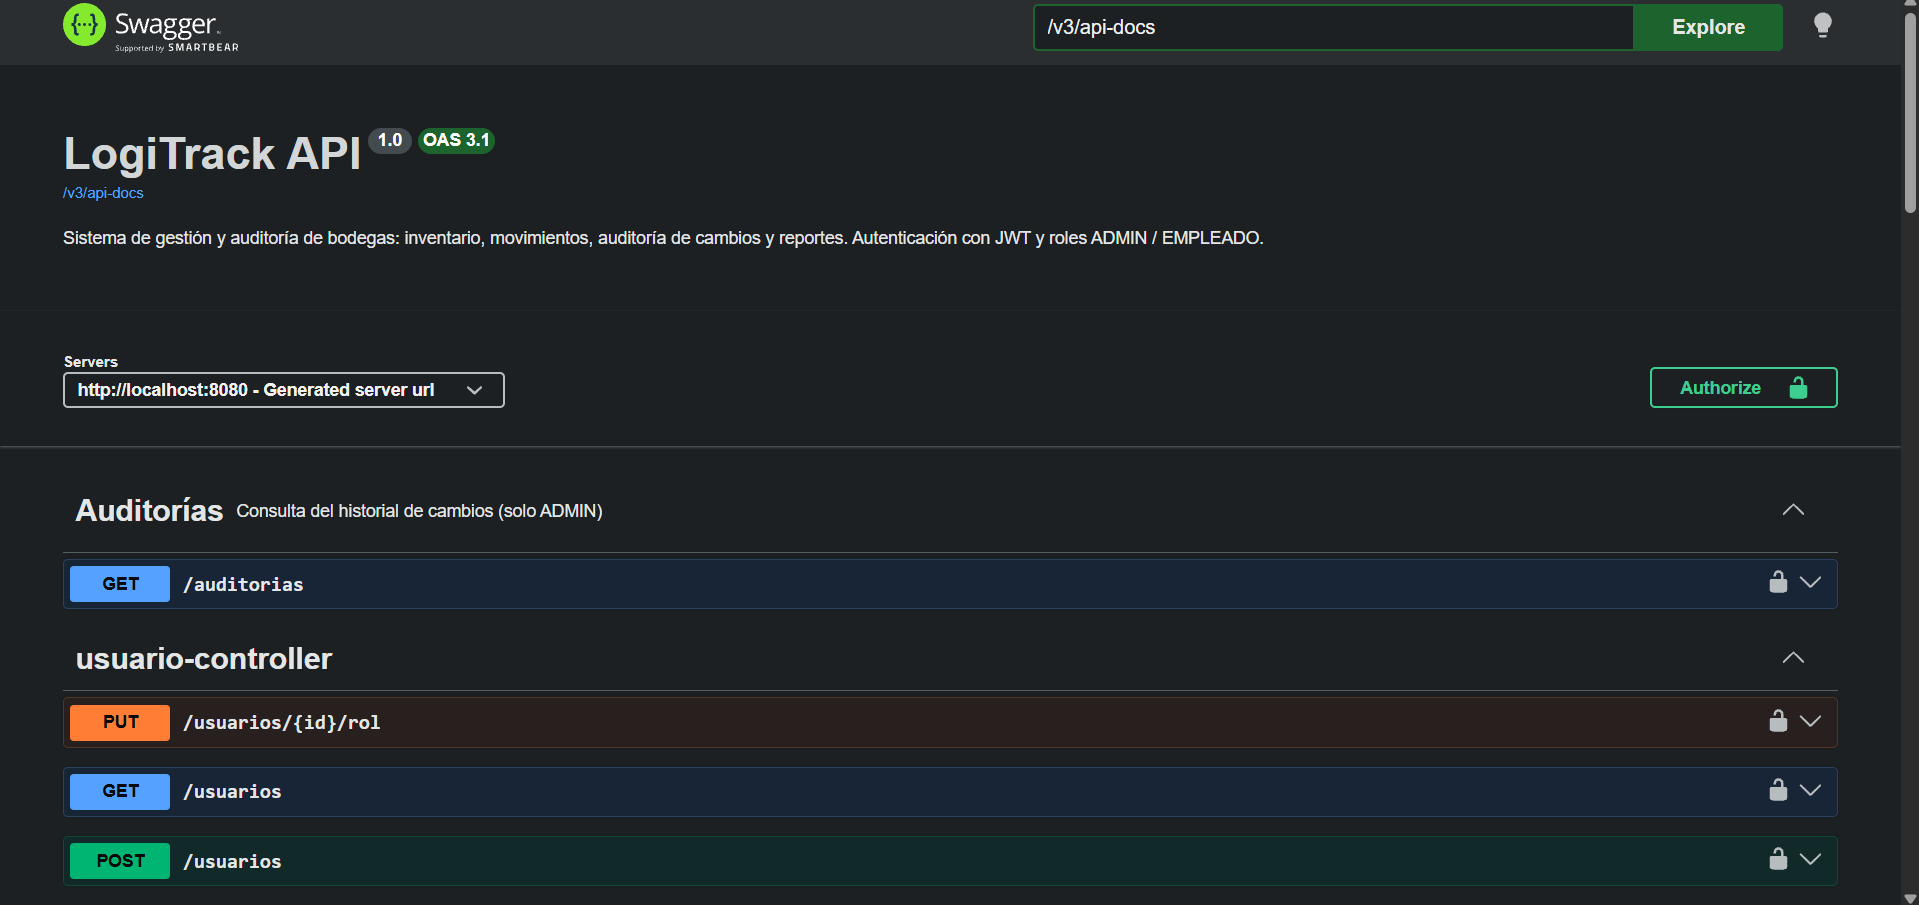 Swagger
Supported by SMARTBEAR
/v3/api-docs
Explore
LogiTrack API 1.0 OAS 3.1
/v3/api-docs
Sistema de gestión y auditoría de bodegas: inventario, movimientos, auditoría de cambios y reportes. Autenticación con JWT y roles ADMIN / EMPLEADO.
Servers
http://localhost:8080 - Generated server url
Authorize
Auditorías Consulta del historial de cambios (solo ADMIN)
GET /auditorias
usuario-controller
PUT /usuarios/{id}/rol
GET /usuarios
POST /usuarios